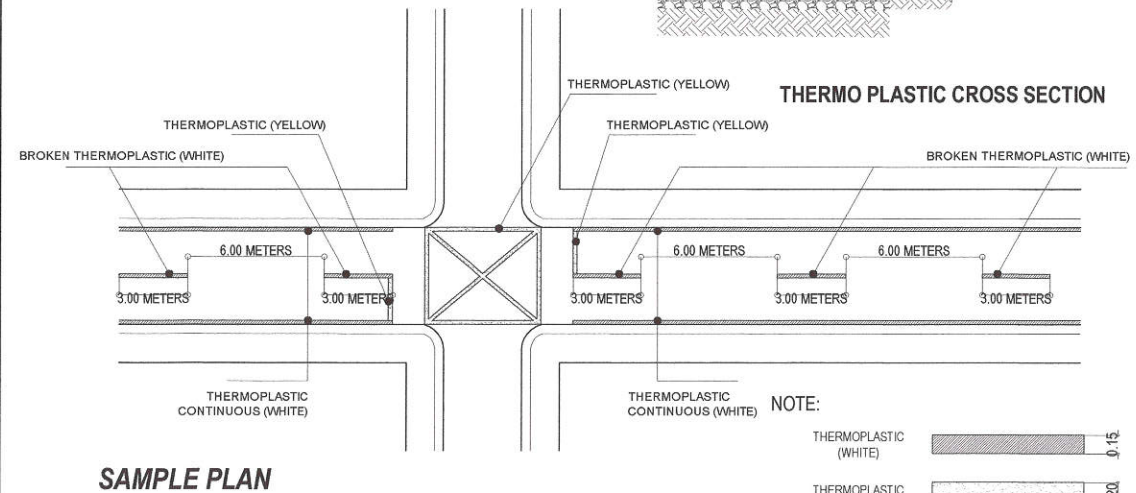 THERMOPLASTIC (YELLOW)
THERMO PLASTIC CROSS SECTION
THERMOPLASTIC (YELLOW)
THERMOPLASTIC (YELLOW)
BROKEN THERMOPLASTIC (WHITE)
BROKEN THERMOPLASTIC (WHITE)
6.00 METERS
6.00 METERS
6.00 METERS
3.00 METERS
3.00 METERS
3.00 METERS
3.00 METERS
3.00 METERS
THERMOPLASTIC
CONTINUOUS (WHITE)
THERMOPLASTIC
CONTINUOUS (WHITE)
NOTE:
THERMOPLASTIC
(WHITE)
0.15
SAMPLE PLAN
THERMOPLASTIC